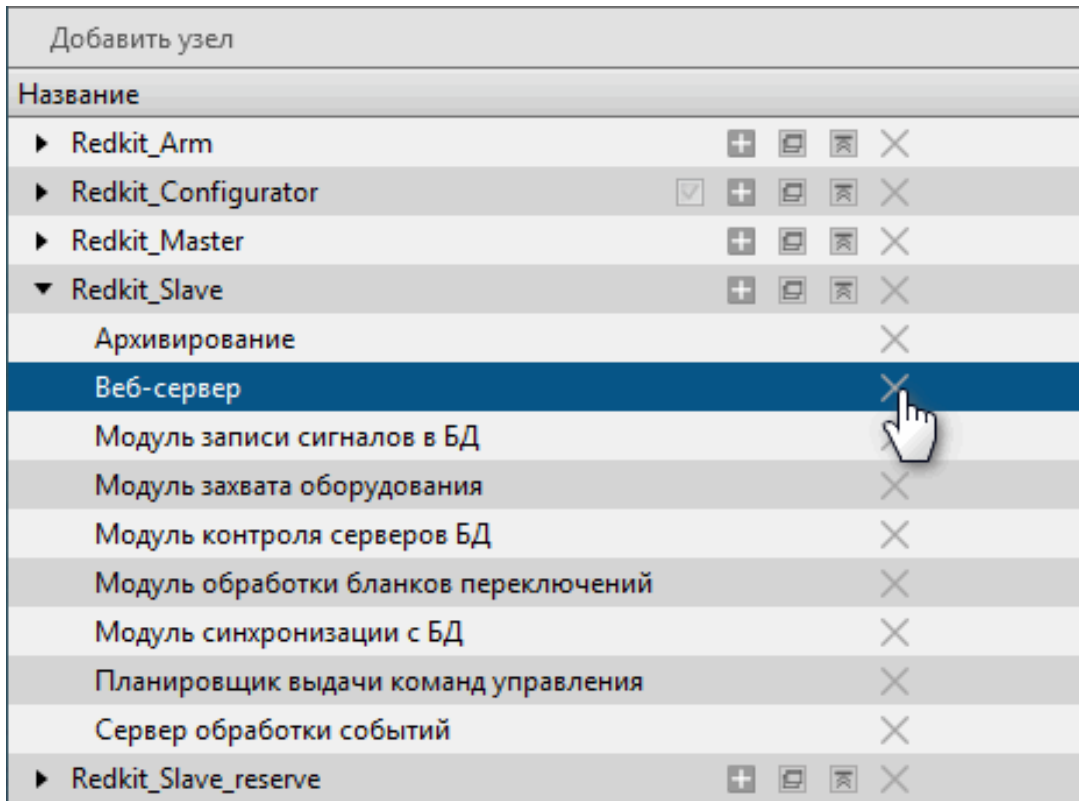 Добавить узел
Название
Redkit_Arm
Redkit_Configurator
Redkit_Master
Redkit_Slave
Архивирование
Веб-сервер
Модуль записи сигналов в БД
Модуль захвата оборудования
Модуль контроля серверов БД
Модуль обработки бланков переключений
Модуль синхронизации с БД
Планировщик выдачи команд управления
Сервер обработки событий
Redkit_Slave_reserve